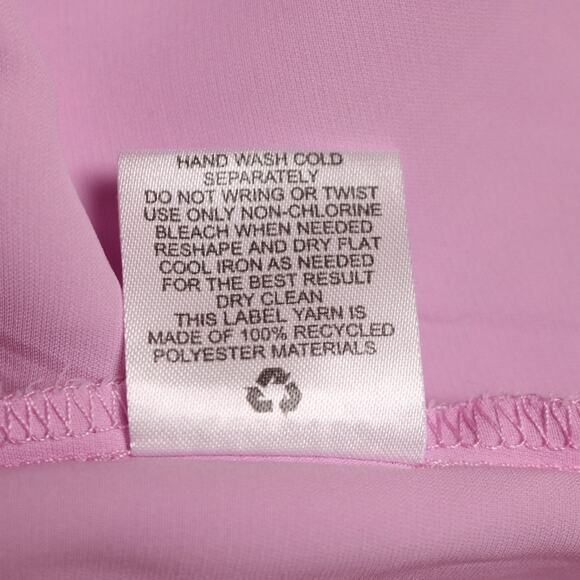 HAND WASH COLD
SEPARATELY
DO NOT WRING OR TWIST
USE ONLY NON-CHLORINE
BLEACH WHEN NEEDED
RESHAPE AND DRY FLAT
COOL IRON AS NEEDED
FOR THE BEST RESULT
DRY CLEAN
THIS LABEL YARN IS
MADE OF 100% RECYCLED
POLYESTER MATERIALS